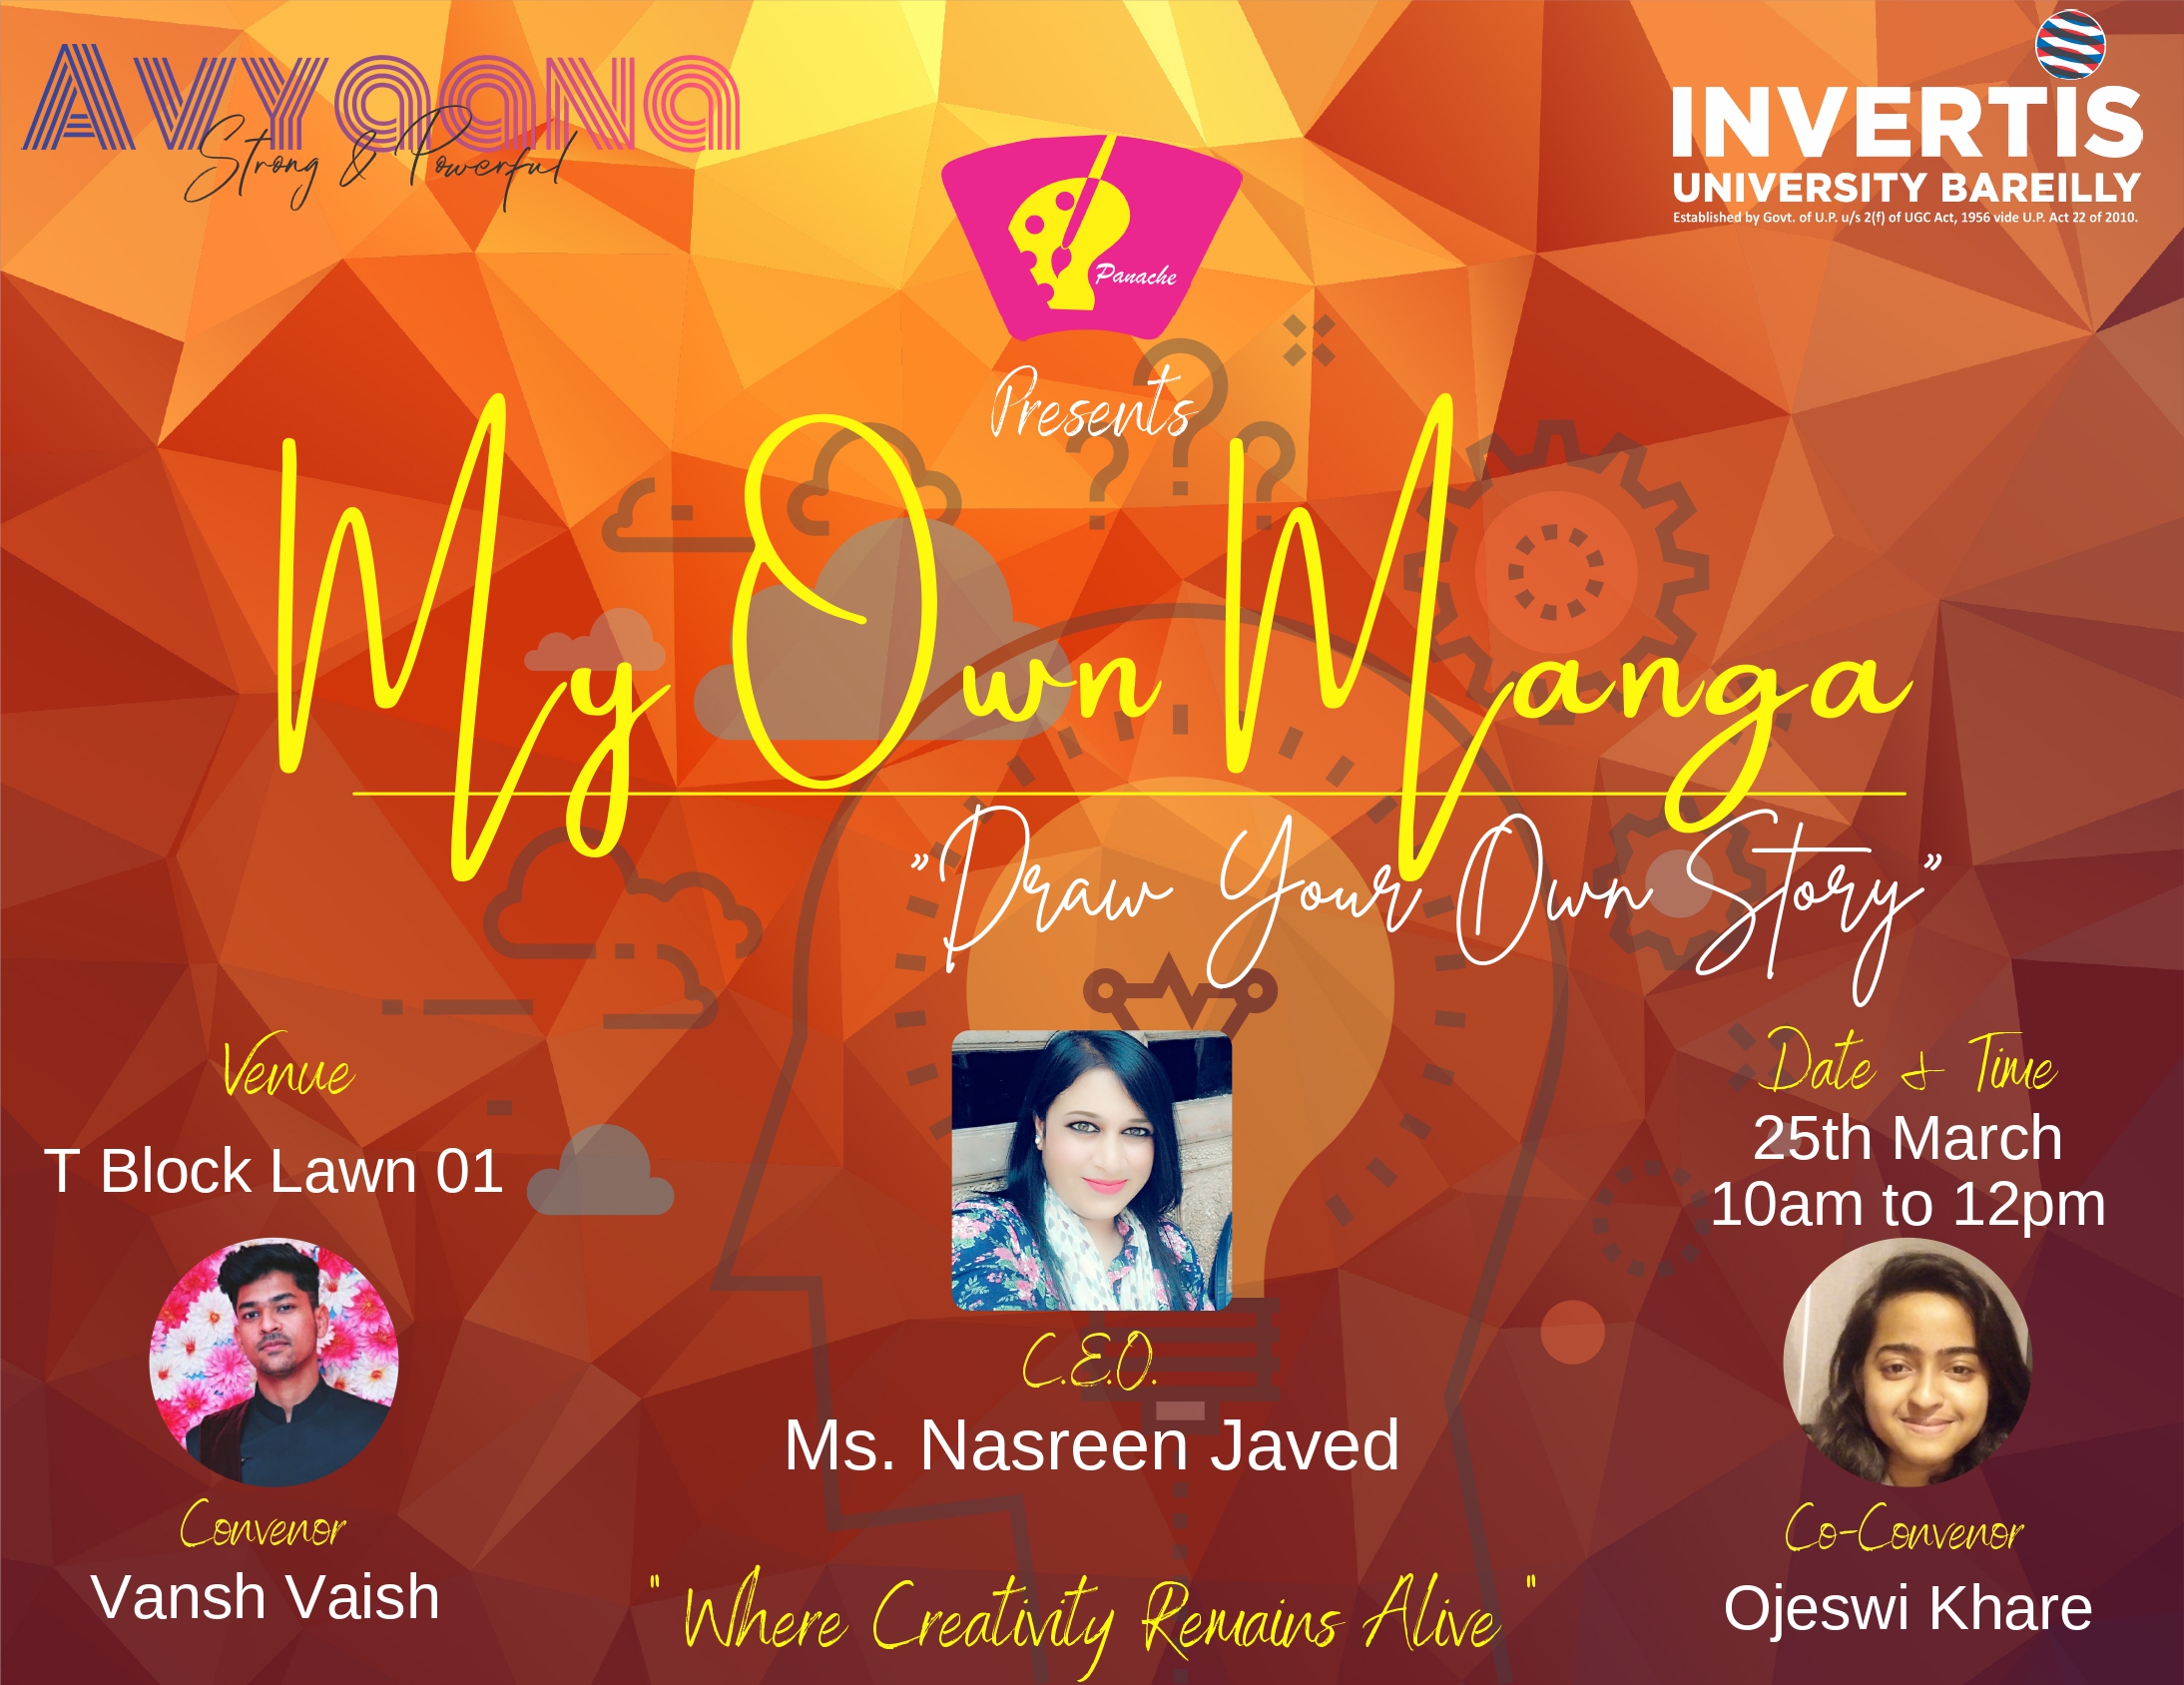 Avyaana
Strong & Powerful
INVERTIS
UNIVERSITY BAREILLY
Established by Govt. of U.P. u/s 2(f) of UGC Act, 1956 vide U.P. Act 22 of 2010.
Panache
Presents
My Own Manga
"Draw Your Own Story"
Venue
T Block Lawn 01
Date & Time
25th March
10am to 12pm
C.E.O.
Ms. Nasreen Javed
Convenor
Vansh Vaish
Co-Convenor
Ojeswi Khare
"Where Creativity Remains Alive"